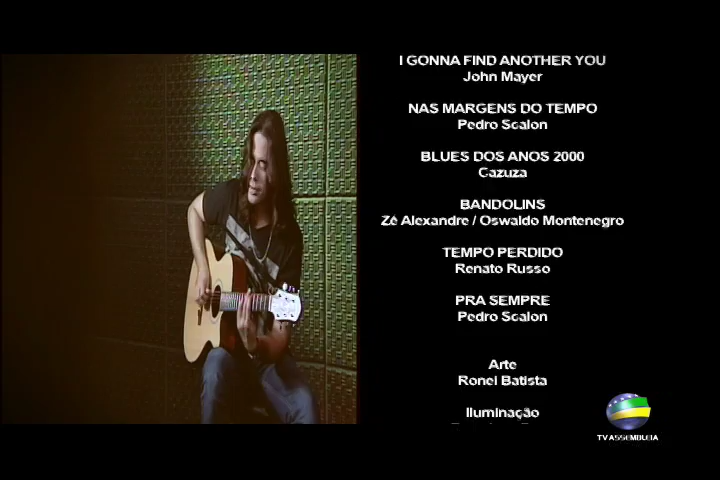 I GONNA FIND ANOTHER YOU
John Mayer
NAS MARGENS DO TEMPO
Pedro Scalon
BLUES DOS ANOS 2000
Cazuza
BANDOLINS
Zé Alexandre / Oswaldo Montenegro
TEMPO PERDIDO
Renato Russo
PRA SEMPRE
Pedro Scalon
Arte
Ronei Batista
Iluminação
TV ASSEMBLEIA